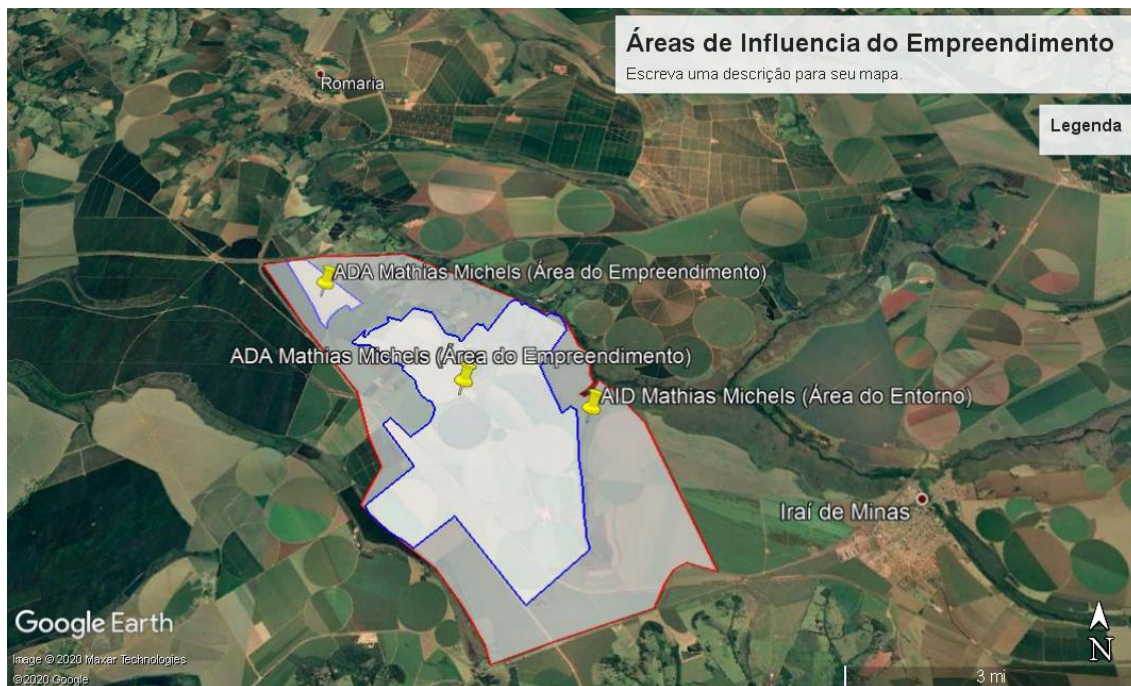 Áreas de Influencia do Empreendimento
Escreva uma descrição para seu mapa.
Romaria
Legenda
ADA Mathias Michels (Área do Empreendimento)
ADA Mathias Michels (Área do Empreendimento)
AID Mathias Michels (Área do Entorno)
Iraí de Minas
Google Earth
Image © 2020 Maxar Technologies
© 2020 Google
N
3 mi